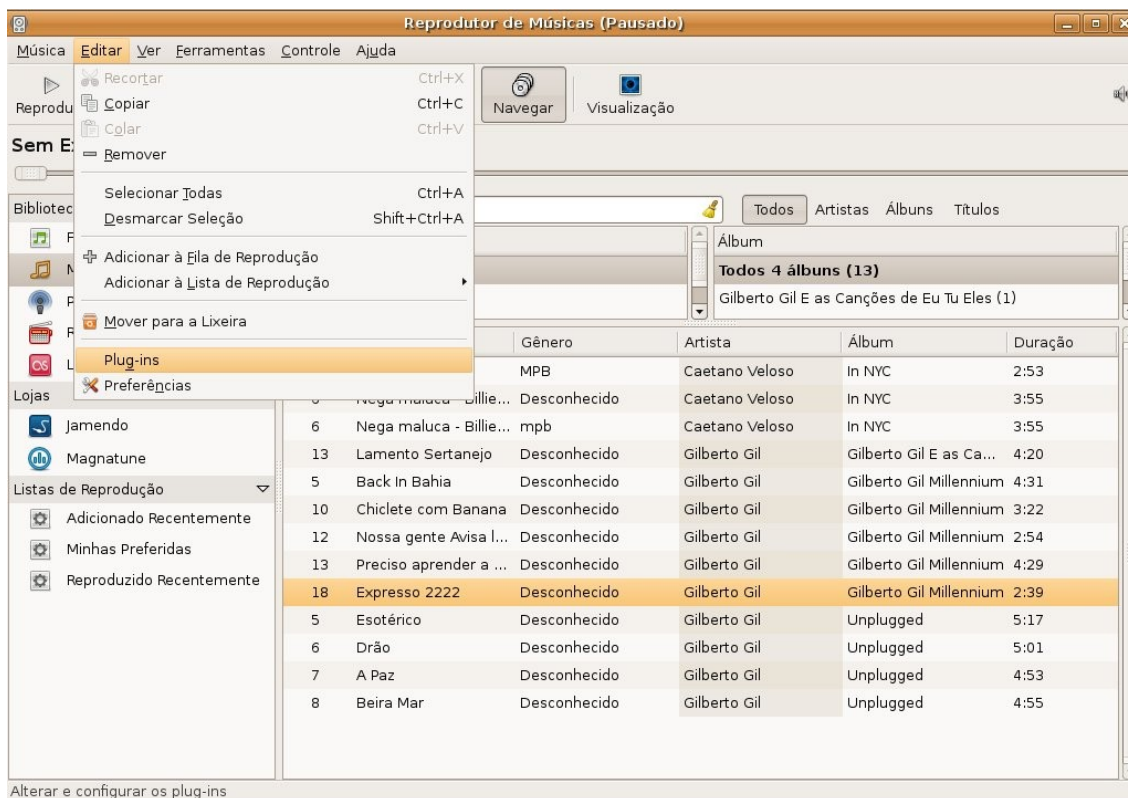 Reprodutor de Músicas (Pausado)
Música Editar Ver Ferramentas Controle Ajuda
Reprodu
Navegar
Visualização
Recortar Ctrl+X
Copiar Ctrl+C
Colar Ctrl+V
Remover
Selecionar Todas Ctrl+A
Desmarcar Seleção Shift+Ctrl+A
Adicionar à Fila de Reprodução
Adicionar à Lista de Reprodução
Mover para a Lixeira
Plug-ins
Preferências
Sem E
Todos Artistas Álbuns Títulos
Álbum
Todos 4 álbuns (13)
Gilberto Gil E as Canções de Eu Tu Eles (1)
Bibliotec
F
M
P
R
L
Lojas
Jamendo
Magnatune
Listas de Reprodução
Adicionado Recentemente
Minhas Preferidas
Reproduzido Recentemente
Gênero Artista Álbum Duração
MPB Caetano Veloso In NYC 2:53
Nega maluca - Billie... Desconhecido Caetano Veloso In NYC 3:55
6 Nega maluca - Billie... mpb Caetano Veloso In NYC 3:55
13 Lamento Sertanejo Desconhecido Gilberto Gil Gilberto Gil E as Ca... 4:20
5 Back In Bahia Desconhecido Gilberto Gil Gilberto Gil Millennium 4:31
10 Chiclete com Banana Desconhecido Gilberto Gil Gilberto Gil Millennium 3:22
12 Nossa gente Avisa l... Desconhecido Gilberto Gil Gilberto Gil Millennium 2:54
13 Preciso aprender a ... Desconhecido Gilberto Gil Gilberto Gil Millennium 4:29
18 Expresso 2222 Desconhecido Gilberto Gil Gilberto Gil Millennium 2:39
5 Esotérico Desconhecido Gilberto Gil Unplugged 5:17
6 Drão Desconhecido Gilberto Gil Unplugged 5:01
7 A Paz Desconhecido Gilberto Gil Unplugged 4:53
8 Beira Mar Desconhecido Gilberto Gil Unplugged 4:55
Alterar e configurar os plug-ins